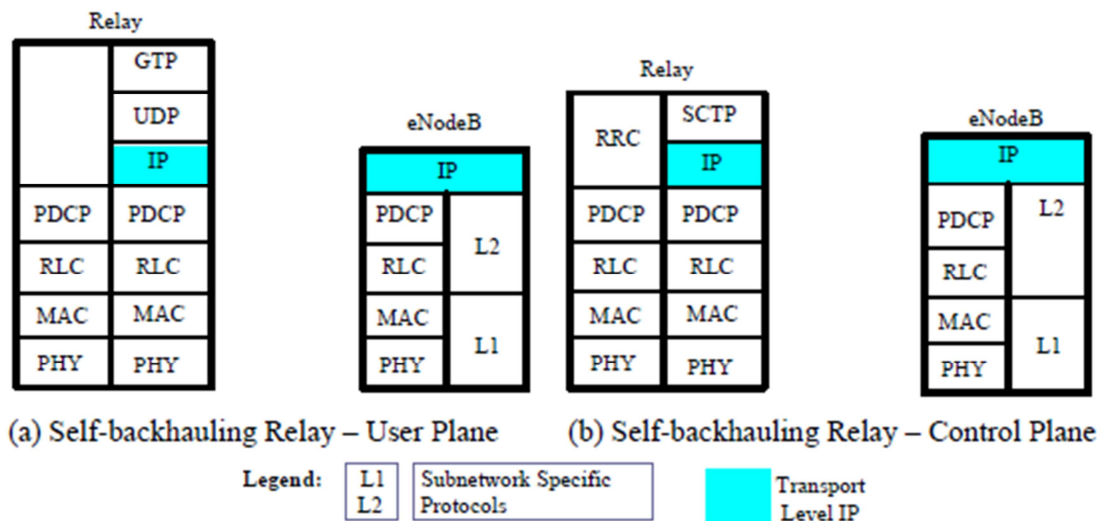 Relay
GTP
UDP
IP
PDCP PDCP
RLC RLC
MAC MAC
PHY PHY
eNodeB
IP
PDCP
RLC
MAC
PHY
L2
L1
(a) Self-backhauling Relay – User Plane
Relay
RRC
SCTP
IP
PDCP PDCP
RLC RLC
MAC MAC
PHY PHY
eNodeB
IP
PDCP
RLC
MAC
PHY
L2
L1
(b) Self-backhauling Relay – Control Plane
Legend:
L1
L2
Subnetwork Specific
Protocols
Transport
Level IP